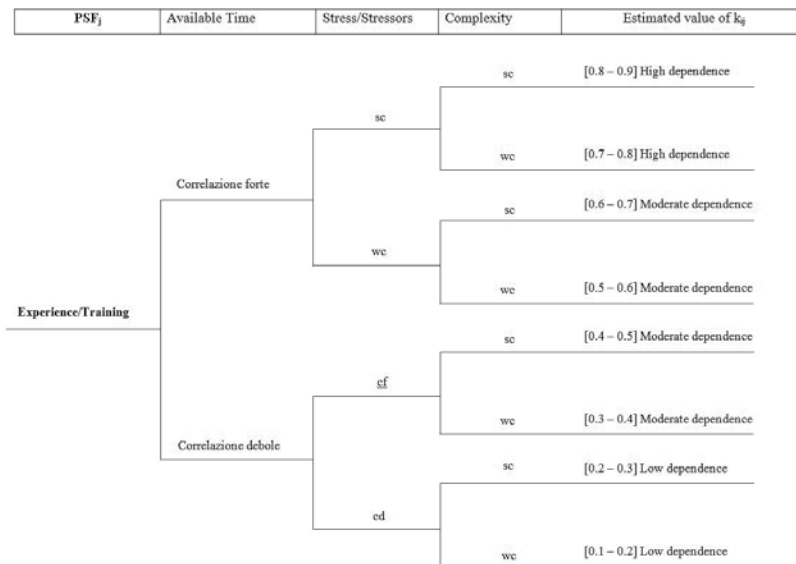 PSFj Available Time Stress/Stressors Complexity Estimated value of kij
sc [0.8 – 0.9] High dependence
sc
wc [0.7 – 0.8] High dependence
Correlazione forte
sc [0.6 – 0.7] Moderate dependence
wc
wc [0.5 – 0.6] Moderate dependence
Experience/Training
sc [0.4 – 0.5] Moderate dependence
cf
wc [0.3 – 0.4] Moderate dependence
Correlazione debole
sc [0.2 – 0.3] Low dependence
cd
wc [0.1 – 0.2] Low dependence